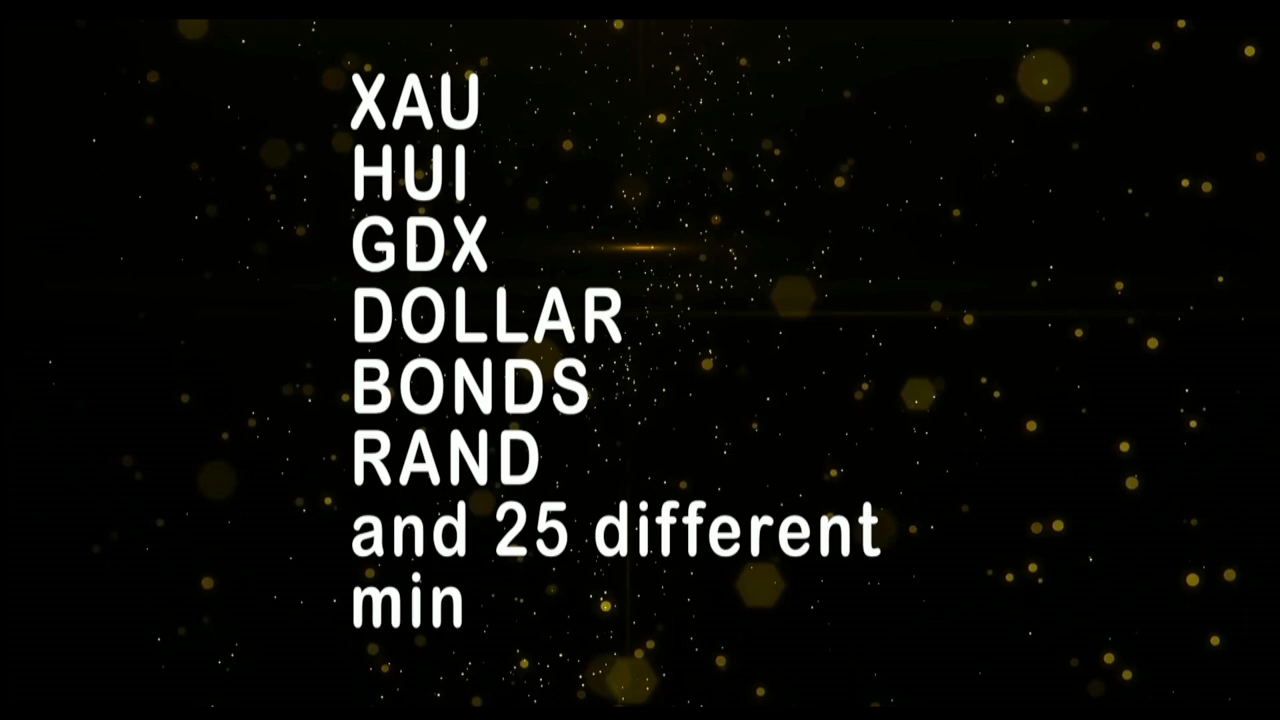 XAU
HUI
GDX
DOLLAR
BONDS
RAND
and 25 different
min